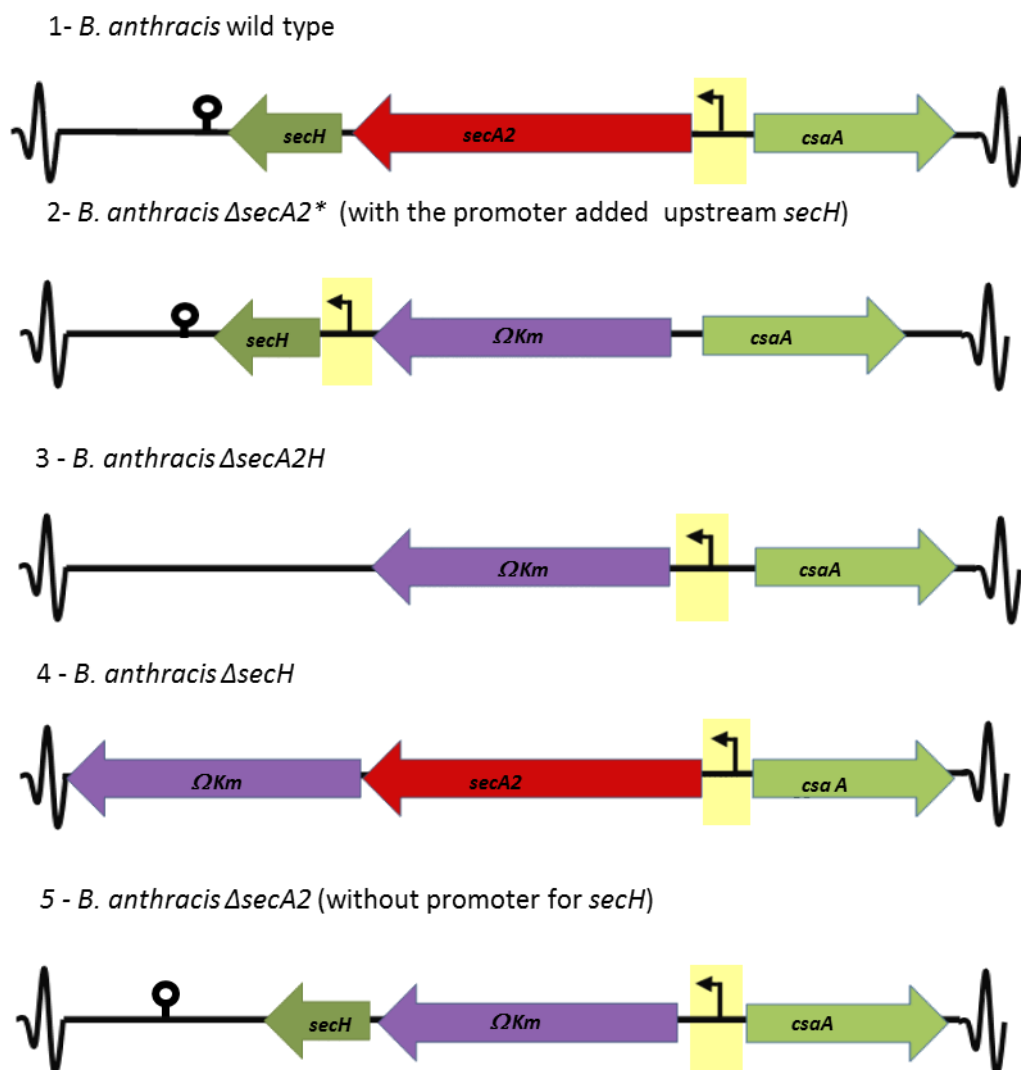 1- B. anthracis wild type
secH secA2 csaA
2- B. anthracis ΔsecA2* (with the promoter added upstream secH)
secH ΩKm csaA
3 - B. anthracis ΔsecA2H
ΩKm csaA
4 - B. anthracis ΔsecH
ΩKm secA2 csa A
5 - B. anthracis ΔsecA2 (without promoter for secH)
secH ΩKm csaA